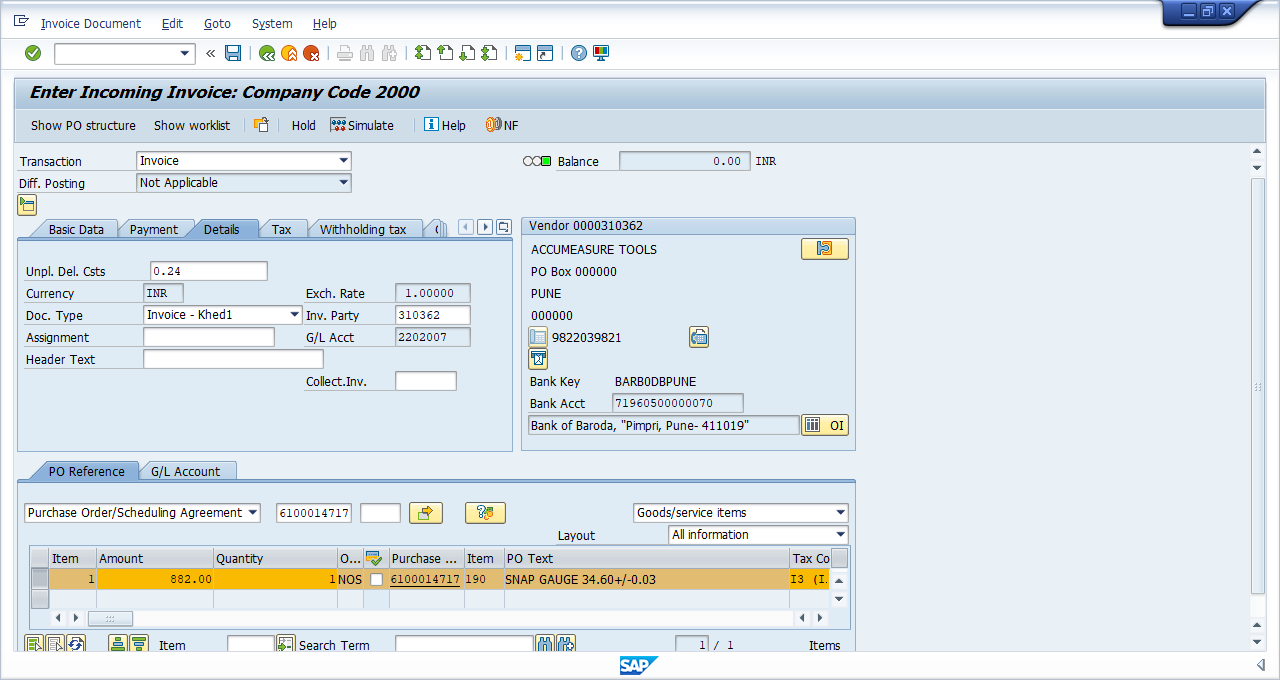 Invoice Document Edit Goto System Help
Enter Incoming Invoice: Company Code 2000
Show PO structure Show worklist Hold Simulate Help NF
Transaction Invoice Balance 0.00 INR
Diff. Posting Not Applicable
Basic Data Payment Details Tax Withholding tax
Vendor 0000310362
ACCUMEASURE TOOLS
Unpl. Del. Csts 0.24
PO Box 000000
Currency INR Exch. Rate 1.00000
PUNE
Doc. Type Invoice - Khed1 Inv. Party 310362
000000
Assignment G/L Acct 2202007
9822039821
Header Text
Collect.Inv.
Bank Key BARB0DBPUNE
Bank Acct 71960500000070
Bank of Baroda, "Pimpri, Pune- 411019" OI
PO Reference G/L Account
Purchase Order/Scheduling Agreement 6100014717 Goods/service items
Layout All information
Item Amount Quantity O... Purchase ... Item PO Text Tax Co
1 882.00 1 NOS 6100014717 190 SNAP GAUGE 34.60+/-0.03 I3 (I.
Item Search Term 1 / 1 Items
SAP